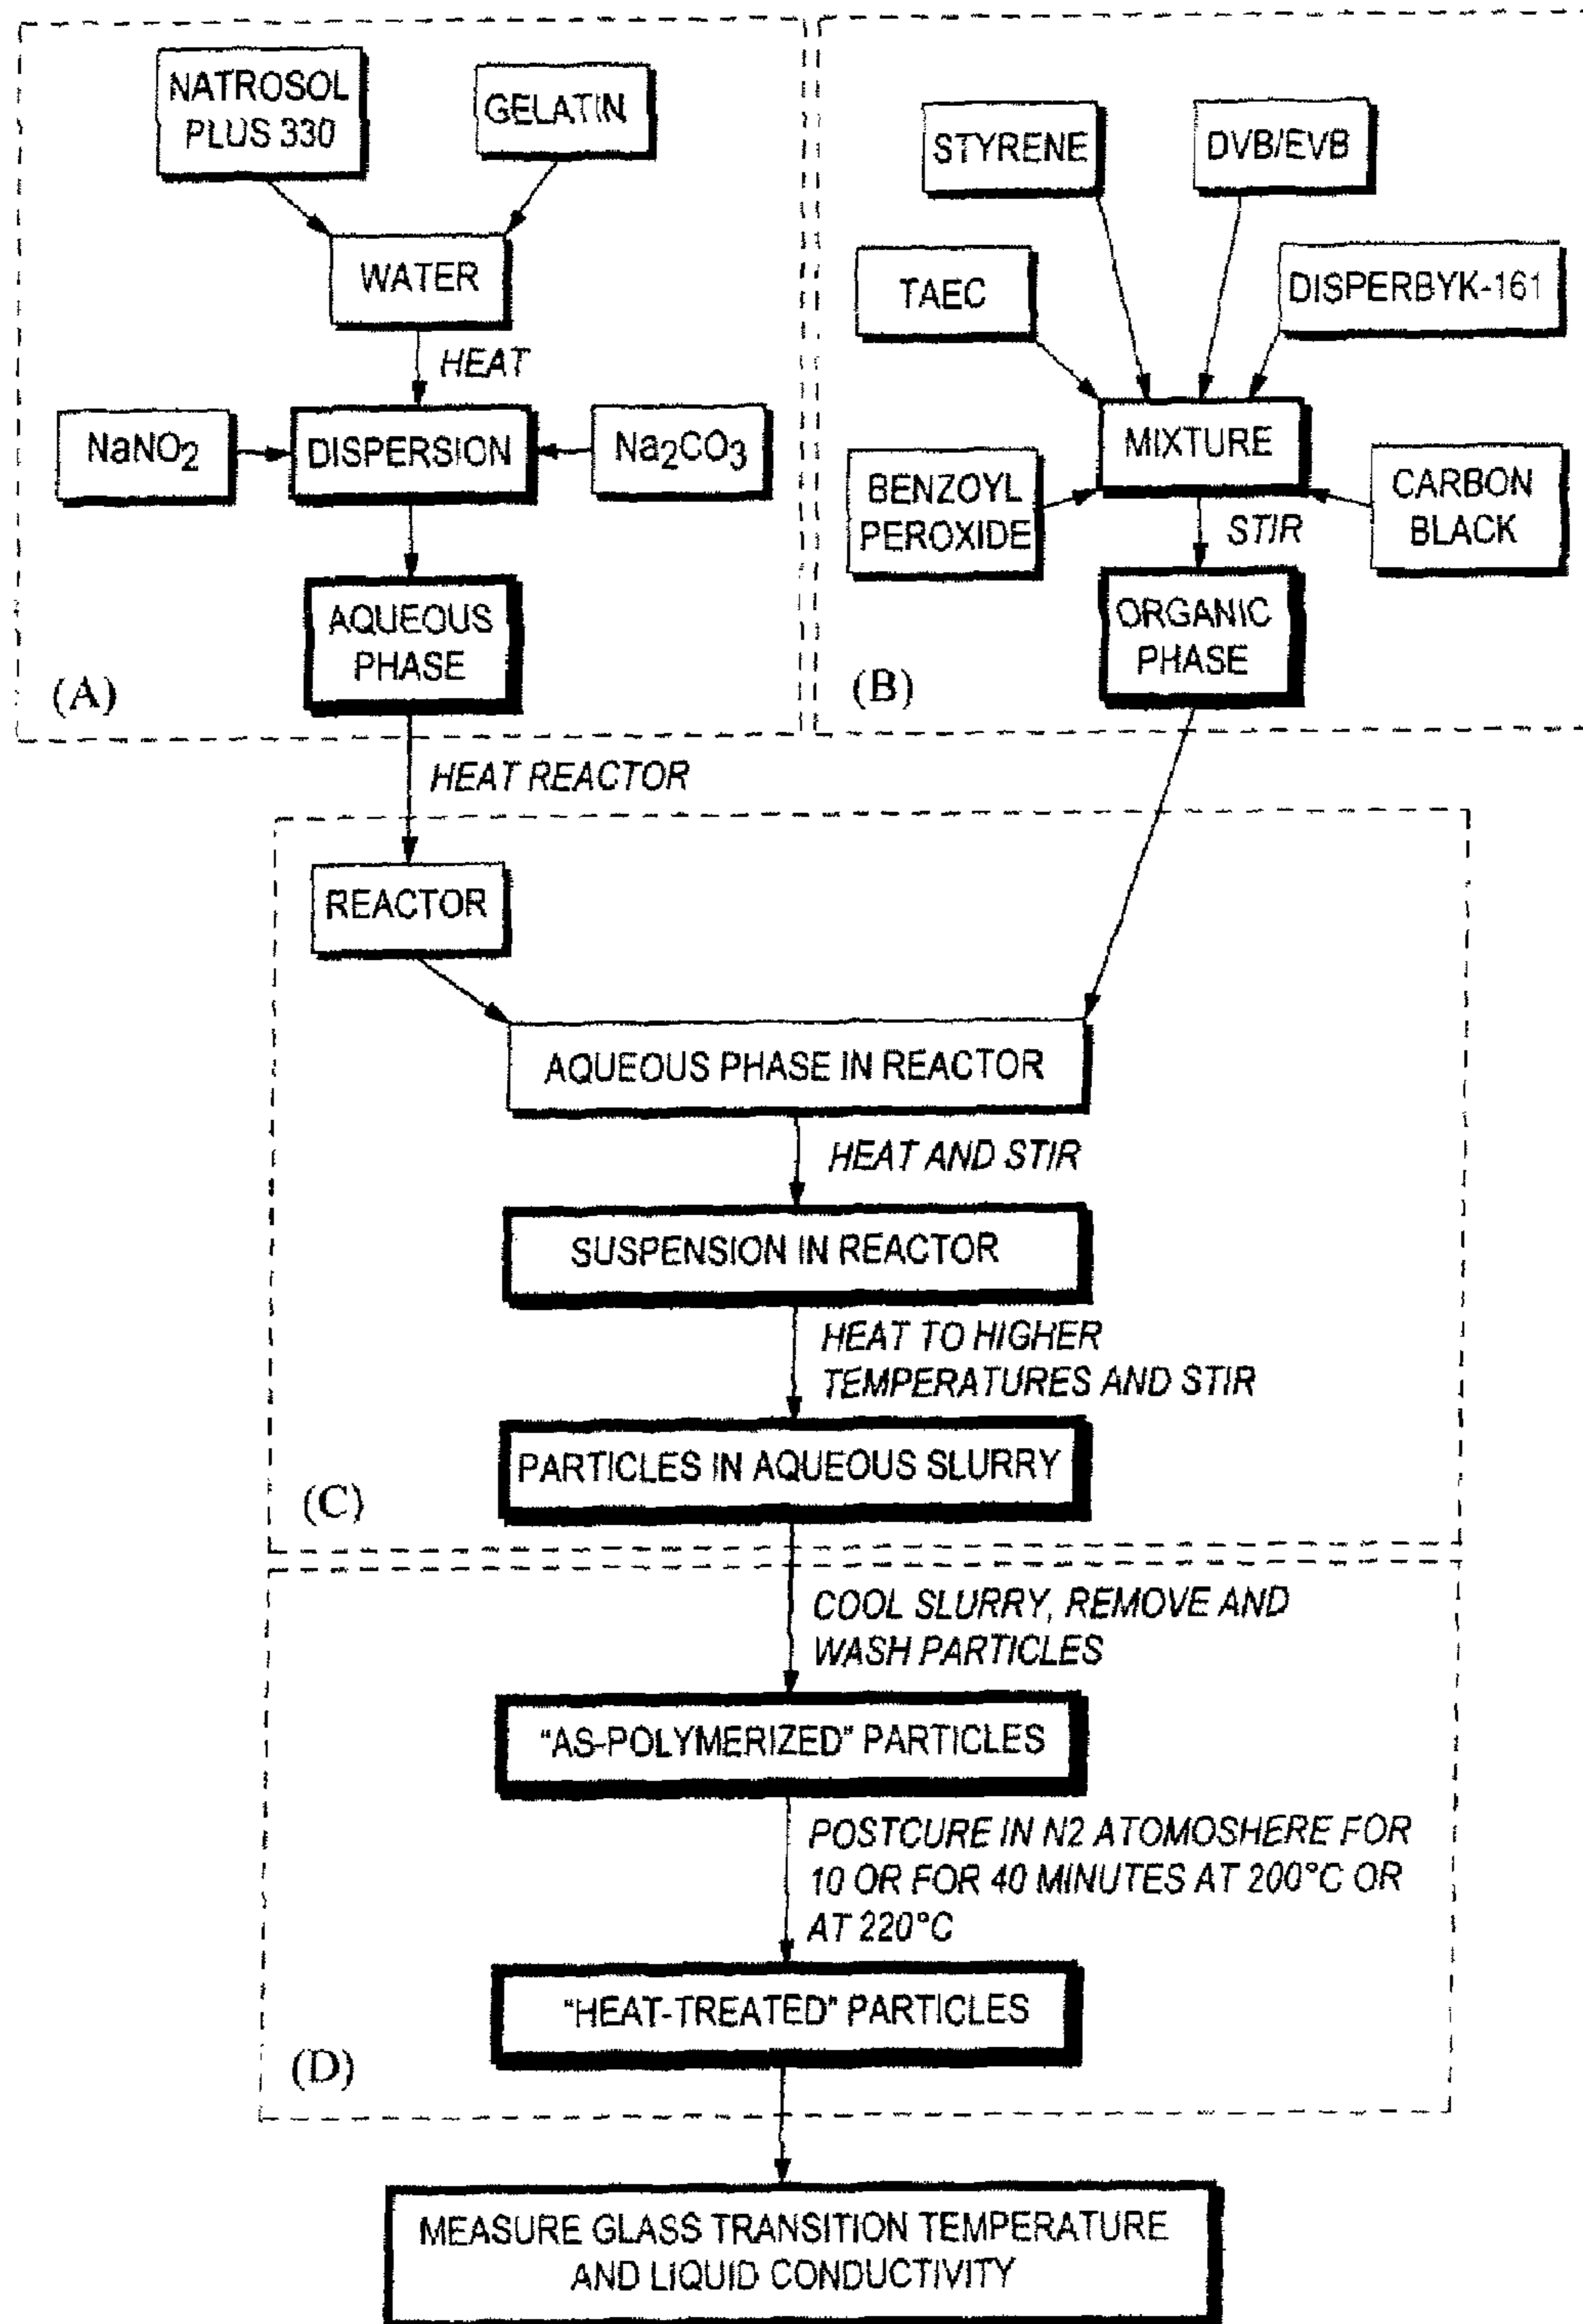 NATROSOL
PLUS 330
GELATIN
WATER
HEAT
NaNO2
DISPERSION
Na2CO3
AQUEOUS
PHASE
(A)
STYRENE
DVB/EVB
TAEC
DISPERBYK-161
MIXTURE
BENZOYL
PEROXIDE
CARBON
BLACK
STIR
ORGANIC
PHASE
(B)
HEAT REACTOR
REACTOR
AQUEOUS PHASE IN REACTOR
HEAT AND STIR
SUSPENSION IN REACTOR
HEAT TO HIGHER
TEMPERATURES AND STIR
PARTICLES IN AQUEOUS SLURRY
(C)
COOL SLURRY, REMOVE AND
WASH PARTICLES
"AS-POLYMERIZED" PARTICLES
POSTCURE IN N2 ATOMOSHERE FOR
10 OR FOR 40 MINUTES AT 200°C OR
AT 220°C
"HEAT-TREATED" PARTICLES
(D)
MEASURE GLASS TRANSITION TEMPERATURE
AND LIQUID CONDUCTIVITY